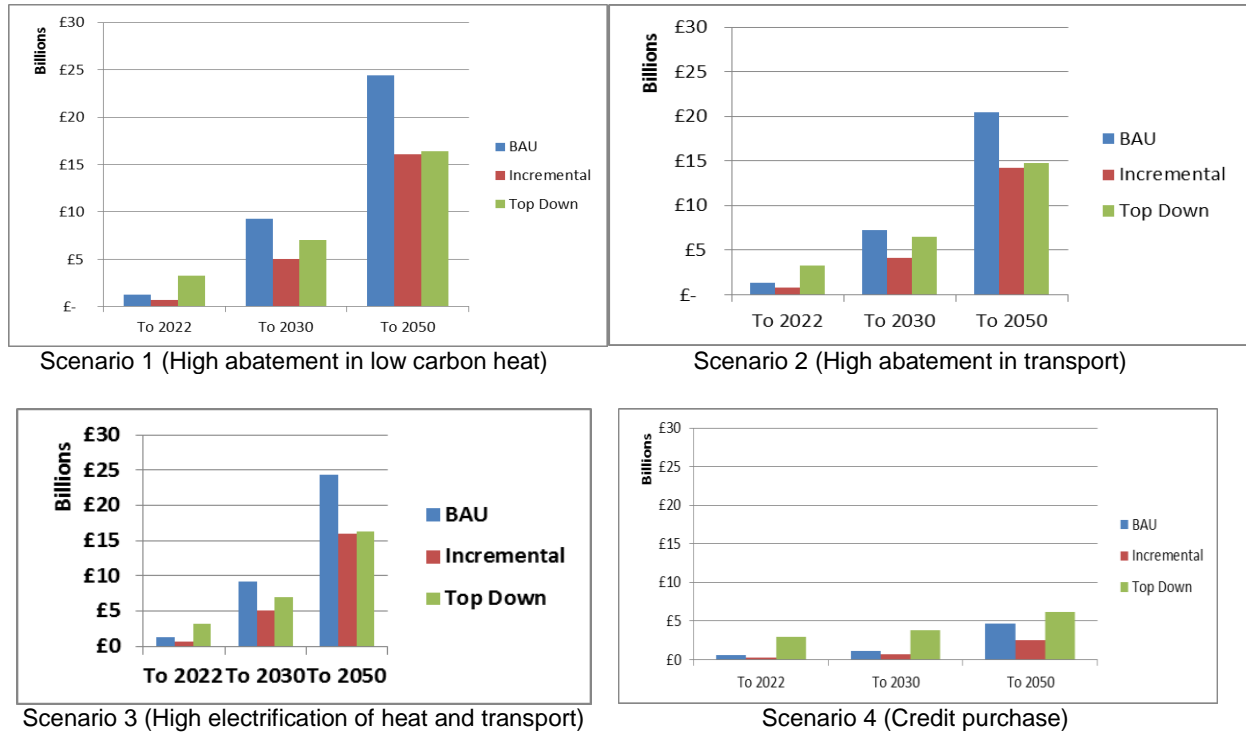 £30
£25
£20
£15
£10
£5
£-
Billions
To 2022 To 2030 To 2050
BAU
Incremental
Top Down
Scenario 1 (High abatement in low carbon heat)
£30
£25
£20
£15
£10
£5
£-
Billions
To 2022 To 2030 To 2050
BAU
Incremental
Top Down
Scenario 2 (High abatement in transport)
£30
£25
£20
£15
£10
£5
£0
Billions
To 2022 To 2030 To 2050
BAU
Incremental
Top Down
Scenario 3 (High electrification of heat and transport)
£30
£25
£20
£15
£10
£5
£0
Billions
To 2022 To 2030 To 2050
BAU
Incremental
Top Down
Scenario 4 (Credit purchase)